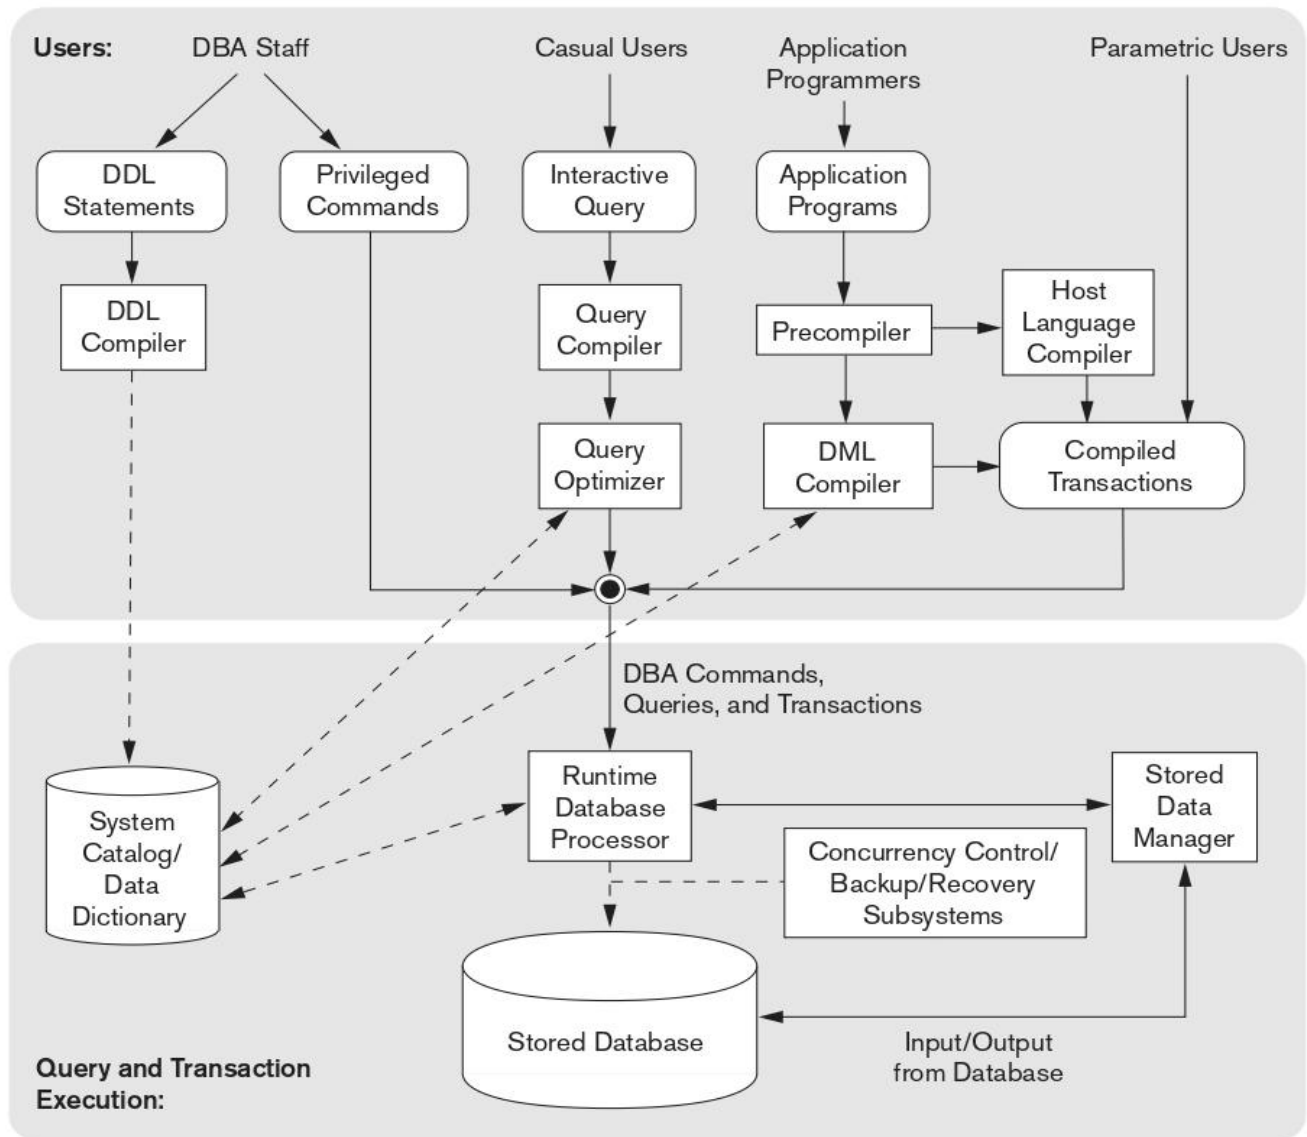 Users:
DBA Staff
Casual Users
Application
Programmers
Parametric Users
DDL
Statements
Privileged
Commands
Interactive
Query
Application
Programs
DDL
Compiler
Query
Compiler
Precompiler
Host
Language
Compiler
Query
Optimizer
DML
Compiler
Compiled
Transactions
DBA Commands,
Queries, and Transactions
System
Catalog/
Data
Dictionary
Runtime
Database
Processor
Stored
Data
Manager
Concurrency Control/
Backup/Recovery
Subsystems
Stored Database
Input/Output
from Database
Query and Transaction
Execution: